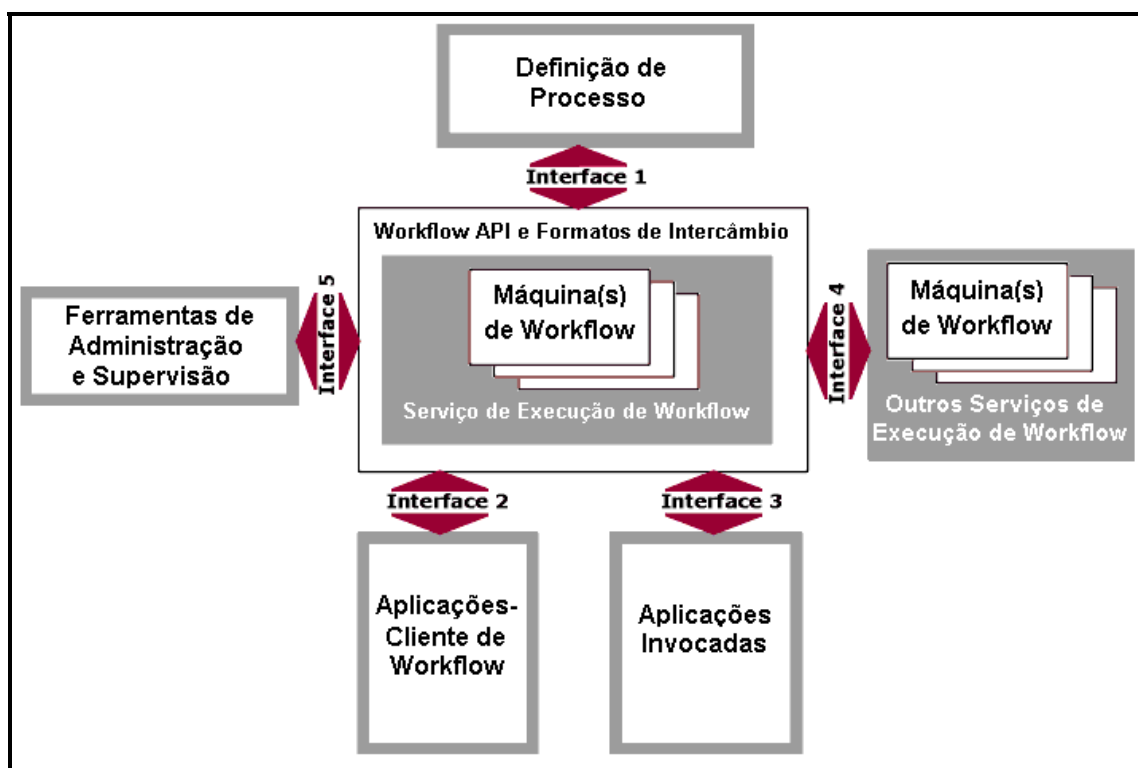 Definição de
Processo
Interface 1
Workflow API e Formatos de Intercâmbio
Máquina(s)
de Workflow
Serviço de Execução de Workflow
Ferramentas de
Administração
e Supervisão
Interface 5
Interface 4
Máquina(s)
de Workflow
Outros Serviços de
Execução de Workflow
Interface 2
Interface 3
Aplicações-
Cliente de
Workflow
Aplicações
Invocadas